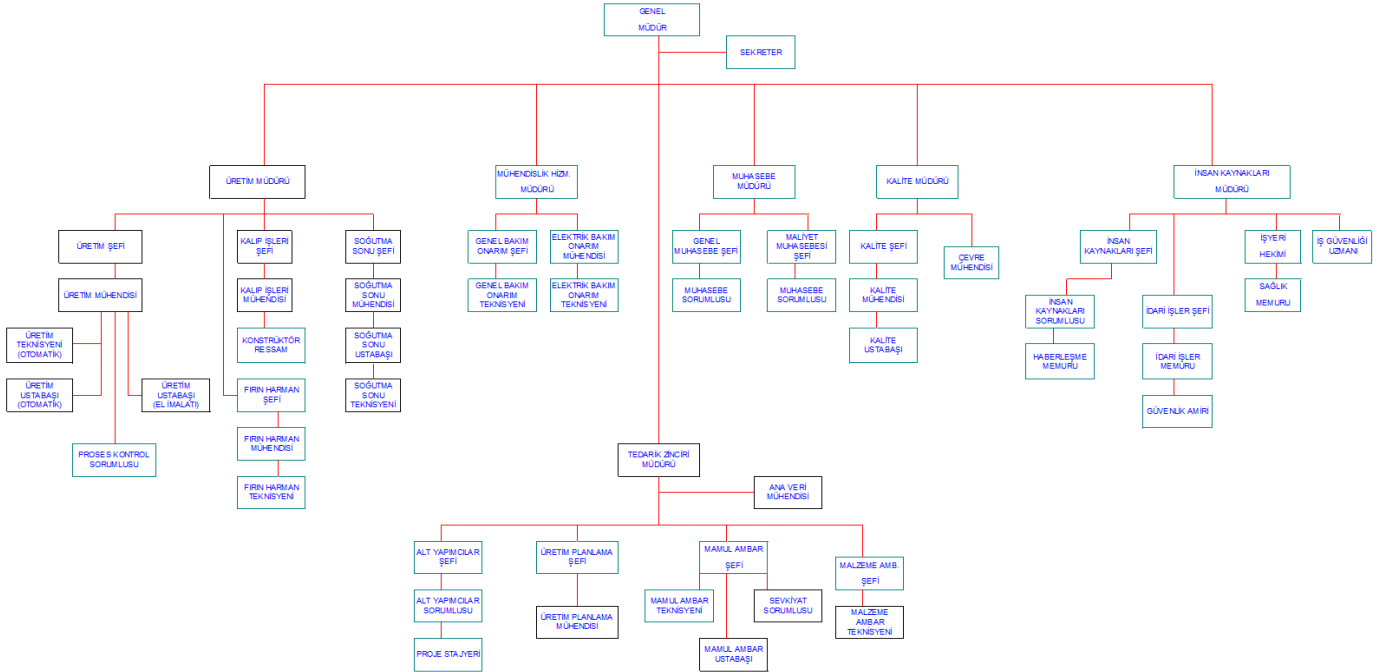 GENEL
MÜDÜR
SEKRETER
ÜRETİM MÜDÜRÜ
MÜHENDİSLİK HİZM.
MÜDÜRÜ
MUHASEBE
MÜDÜRÜ
KALİTE MÜDÜRÜ
İNSAN KAYNAKLARI
MÜDÜRÜ
ÜRETİM ŞEFİ
KALIP İŞLERİ
ŞEFİ
SOĞUTMA
SONU ŞEFİ
GENEL BAKIM
ONARIM ŞEFİ
ELEKTRİK BAKIM
ONARIM
MÜHENDİSİ
GENEL
MUHASEBE ŞEFİ
MALİYET
MUHASEBESİ
ŞEFİ
KALİTE ŞEFİ
ÇEVRE
MÜHENDİSİ
İNSAN
KAYNAKLARI ŞEFİ
İŞYERİ
HEKİMİ
İŞ GÜVENLİĞİ
UZMANI
ÜRETİM MÜHENDİSİ
KALIP İŞLERİ
MÜHENDİSİ
SOĞUTMA
SONU
MÜHENDİSİ
GENEL BAKIM
ONARIM
TEKNİSYENİ
ELEKTRİK BAKIM
ONARIM
TEKNİSYENİ
MUHASEBE
SORUMLUSU
MUHASEBE
SORUMLUSU
KALİTE
MÜHENDİSİ
İNSAN
KAYNAKLARI
SORUMLUSU
İDARİ İŞLER ŞEFİ
SAĞLIK
MEMURU
ÜRETİM
TEKNİSYENİ
(OTOMATİK)
KONSTRÜKTÖR
RESSAM
SOĞUTMA
SONU
USTABAŞI
KALİTE
USTABAŞI
HABERLEŞME
MEMURU
İDARİ İŞLER
MEMURU
ÜRETİM
USTABAŞI
(OTOMATİK)
ÜRETİM
USTABAŞI
(EL İMALATI)
FIRIN HARMAN
ŞEFİ
SOĞUTMA
SONU
TEKNİSYENİ
GÜVENLİK AMİRİ
PROSES KONTROL
SORUMLUSU
FIRIN HARMAN
MÜHENDİSİ
FIRIN HARMAN
TEKNİSYENİ
TEDARİK ZİNCİRİ
MÜDÜRÜ
ANA VERİ
MÜHENDİSİ
ALT YAPIMCILAR
ŞEFİ
ÜRETİM PLANLAMA
ŞEFİ
MAMUL AMBAR
ŞEFİ
MALZEME AMB.
ŞEFİ
ALT YAPIMCILAR
SORUMLUSU
ÜRETİM PLANLAMA
MÜHENDİSİ
MAMUL AMBAR
TEKNİSYENİ
SEVKİYAT
SORUMLUSU
MALZEME
AMBAR
TEKNİSYENİ
PROJE STAJYERİ
MAMUL AMBAR
USTABAŞI